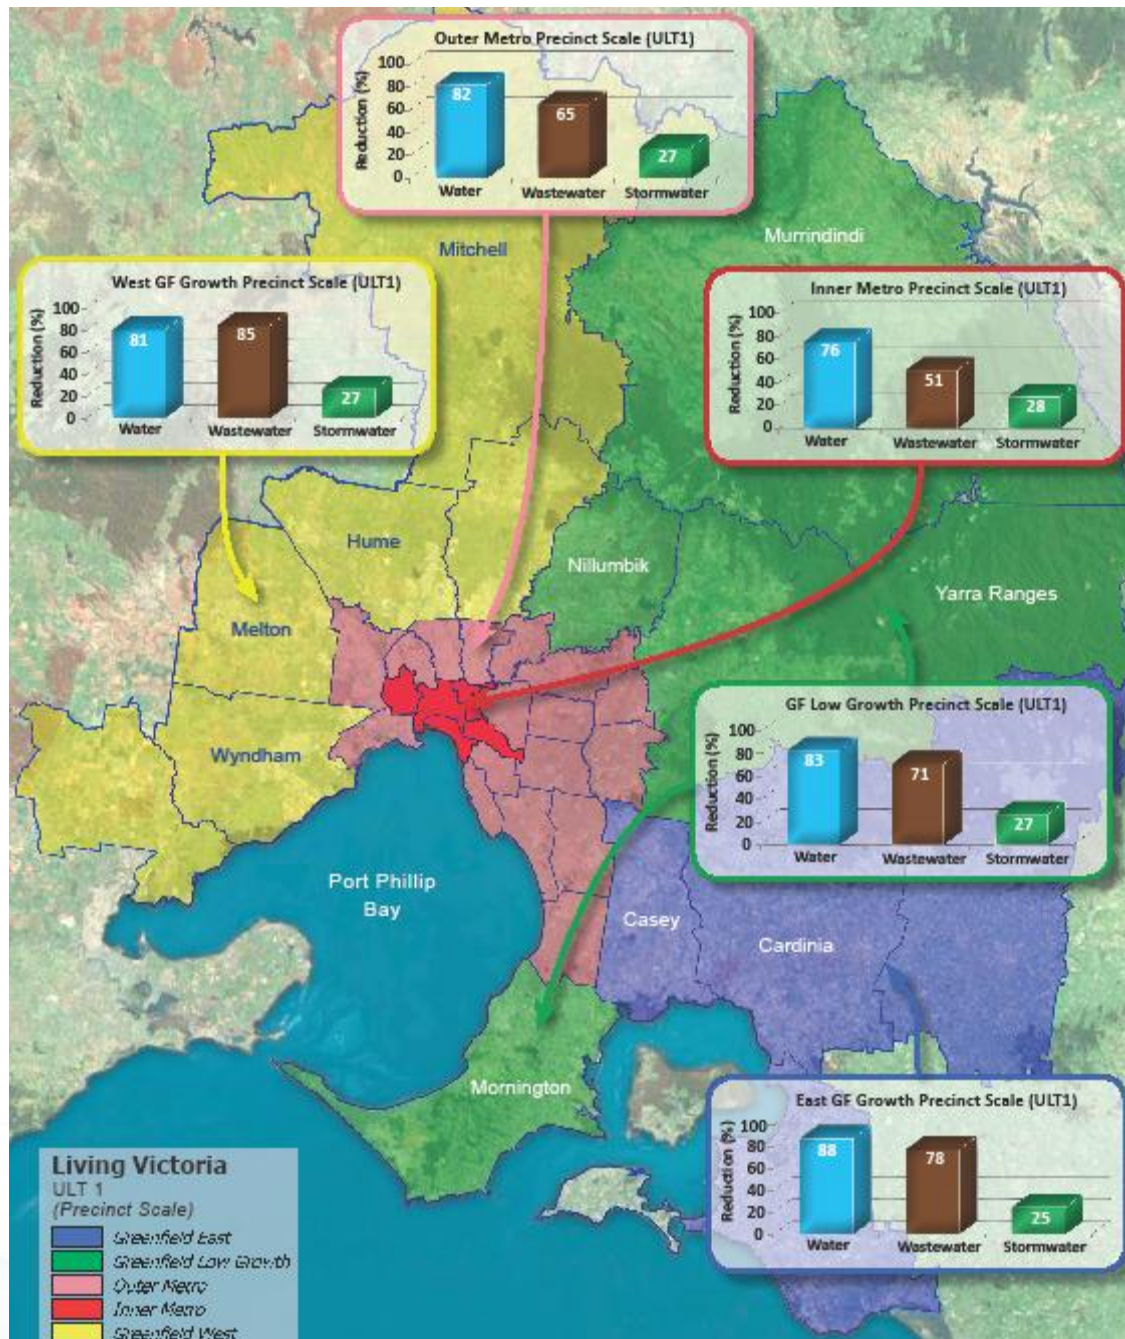 Outer Metro Precinct Scale (ULT1)
Reduction (%)
100
80
60
40
20
0
82
65
27
Water
Wastewater
Stormwater
Mitchell
Murrindindi
West GF Growth Precinct Scale (ULT1)
Reduction (%)
100
80
60
40
20
0
81
85
27
Water
Wastewater
Stormwater
Inner Metro Precinct Scale (ULT1)
Reduction (%)
100
80
60
40
20
0
76
51
28
Water
Wastewater
Stormwater
Hume
Nillumbik
Yarra Ranges
Melton
Wyndham
GF Low Growth Precinct Scale (ULT1)
Reduction (%)
100
80
60
40
20
0
83
71
27
Water
Wastewater
Stormwater
Port Phillip
Bay
Casey
Cardinia
Mornington
East GF Growth Precinct Scale (ULT1)
Reduction (%)
100
80
60
40
20
0
88
78
25
Water
Wastewater
Stormwater
Living Victoria
ULT 1
(Precinct Scale)
Greenfield East
Greenfield Low Growth
Outer Metro
Inner Metro
Greenfield West